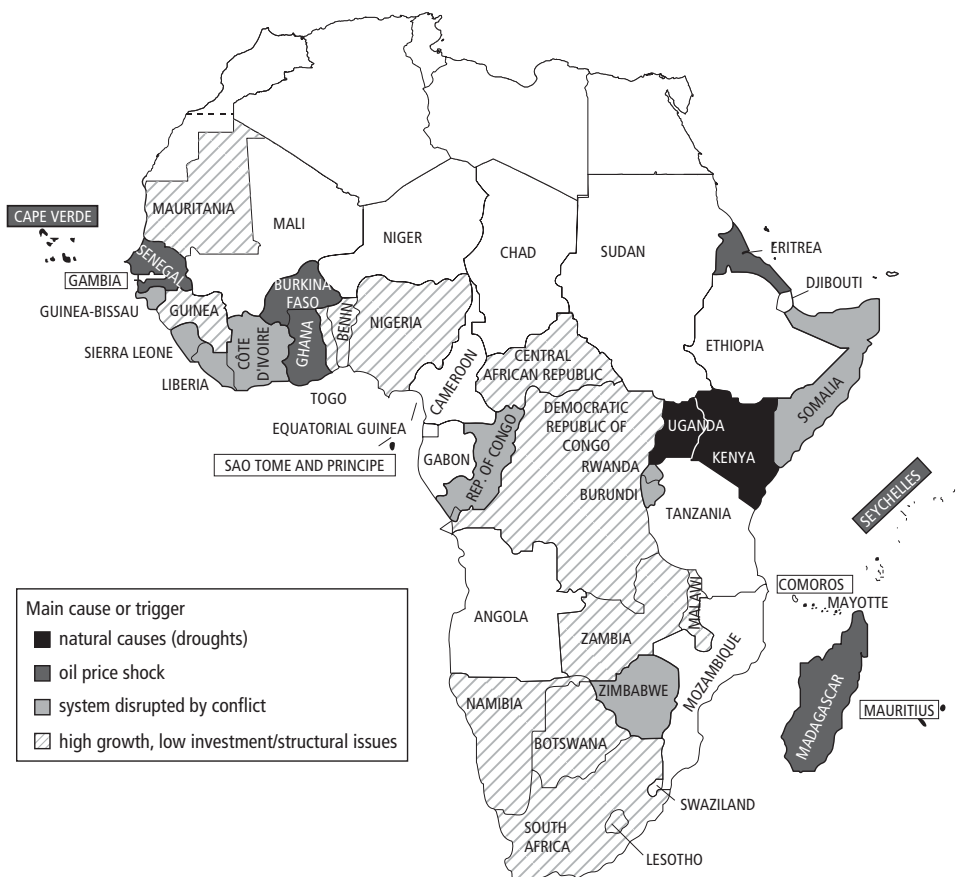 MAURITANIA
CAPE VERDE
MALI
NIGER
CHAD
SUDAN
ERITREA
SENEGAL
GAMBIA
DJIBOUTI
BURKINA
FASO
GUINEA-BISSAU
GUINEA
BENIN
NIGERIA
CÔTE
D'IVOIRE
GHANA
SIERRA LEONE
ETHIOPIA
CENTRAL
AFRICAN REPUBLIC
CAMEROON
LIBERIA
SOMALIA
TOGO
DEMOCRATIC
REPUBLIC OF
CONGO
EQUATORIAL GUINEA
UGANDA
KENYA
GABON
REP. OF CONGO
SAO TOME AND PRINCIPE
RWANDA
BURUNDI
TANZANIA
SEYCHELLES
COMOROS
MAYOTTE
ANGOLA
MALAWI
ZAMBIA
MOZAMBIQUE
ZIMBABWE
NAMIBIA
MADAGASCAR
MAURITIUS
BOTSWANA
SWAZILAND
SOUTH
AFRICA
LESOTHO
Main cause or trigger
natural causes (droughts)
oil price shock
system disrupted by conflict
high growth, low investment/structural issues